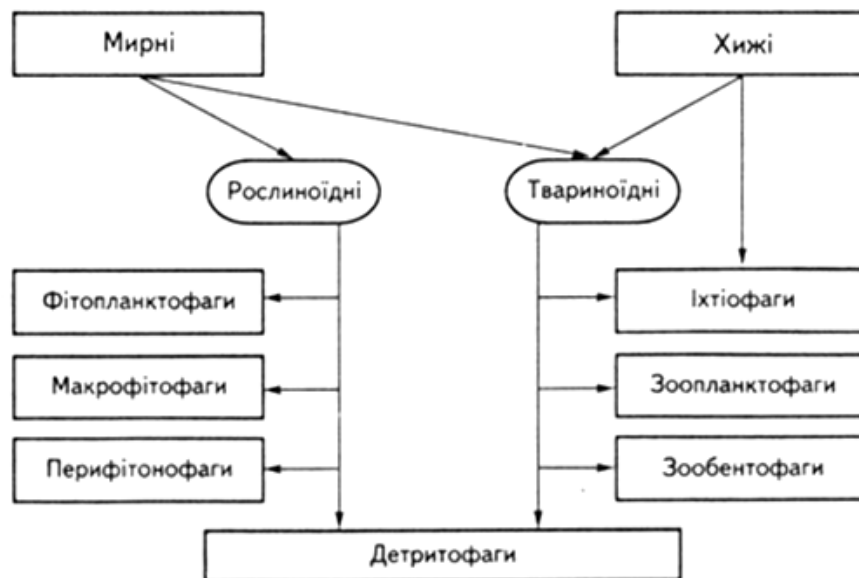 Мирні
Хижі
Рослиноїдні
Твариноїдні
Фітопланктофаги
Іхтіофаги
Макрофітофаги
Зоопланктофаги
Перифітонофаги
Зообентофаги
Детритофаги